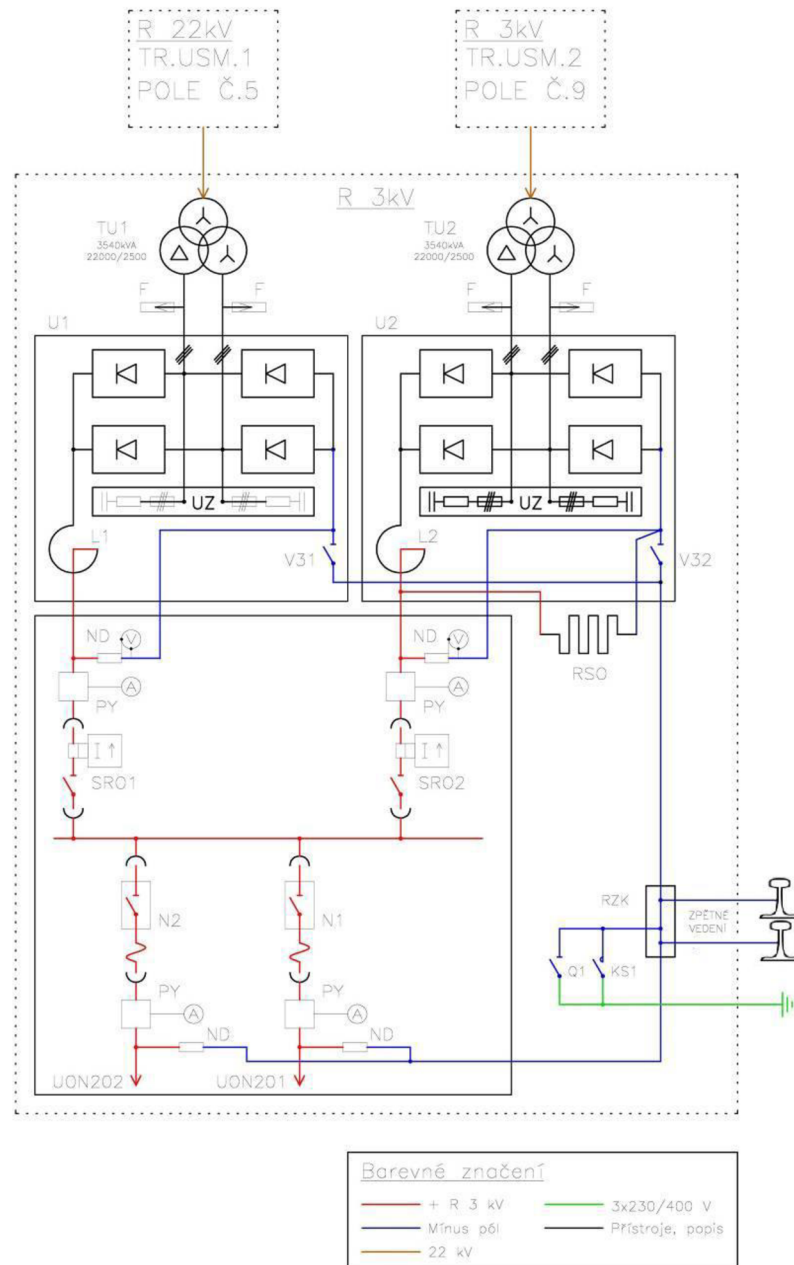 R 22kV
TR.USM.1
POLE Č.5
R 3kV
TR.USM.2
POLE Č.9
R 3kV
TU1
3540kVA
22000/2500
TU2
3540kVA
22000/2500
F
F
F
F
U1
U2
UZ
UZ
L1
L2
V31
V32
ND
V
ND
V
RSO
PY
A
PY
A
I↑
I↑
SRO1
SRO2
N2
N1
RZK
ZPĚTNÉ
VEDENÍ
Q1
KS1
PY
A
PY
A
ND
ND
UON202
UON201
Barevné značení
+ R 3 kV
3x230/400 V
Mínus pól
Přístroje, popis
22 kV